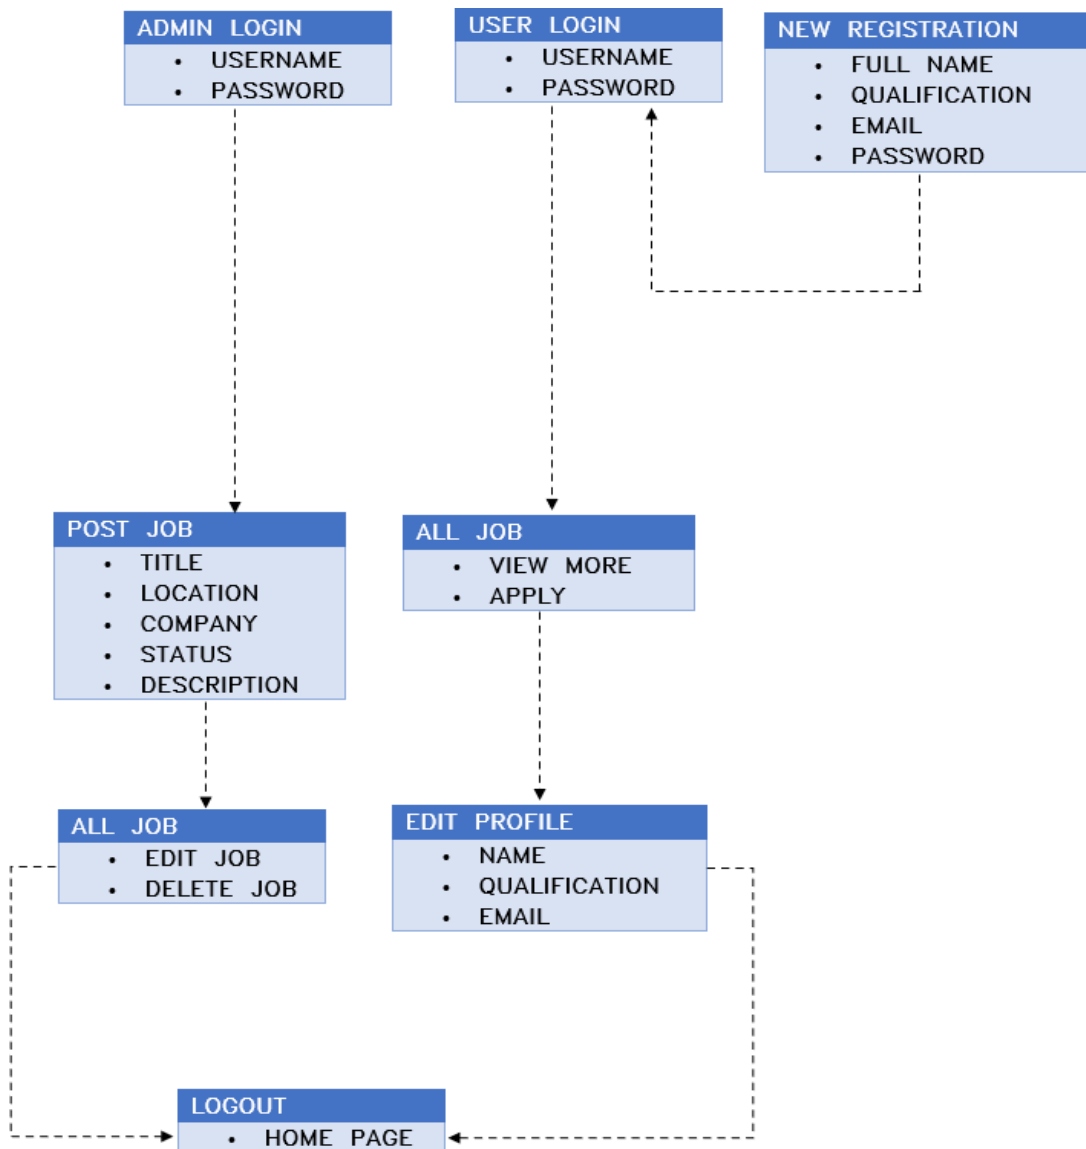 ADMIN LOGIN
• USERNAME
• PASSWORD
USER LOGIN
• USERNAME
• PASSWORD
NEW REGISTRATION
• FULL NAME
• QUALIFICATION
• EMAIL
• PASSWORD
POST JOB
• TITLE
• LOCATION
• COMPANY
• STATUS
• DESCRIPTION
ALL JOB
• VIEW MORE
• APPLY
ALL JOB
• EDIT JOB
• DELETE JOB
EDIT PROFILE
• NAME
• QUALIFICATION
• EMAIL
LOGOUT
• HOME PAGE